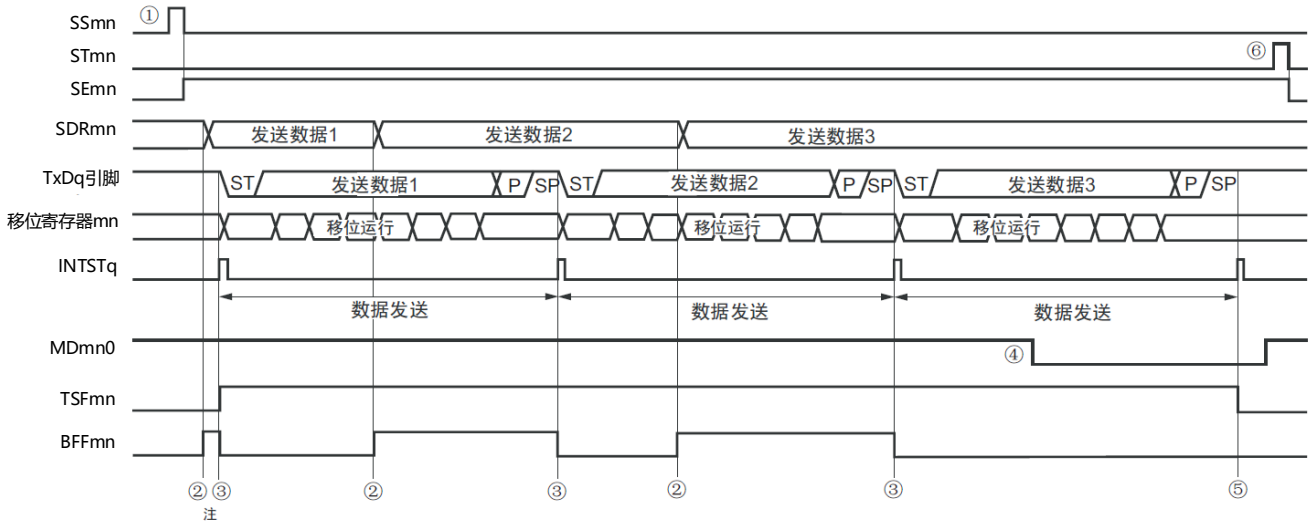 SSmn ①
STmn ⑥
SEmn
SDRmn 发送数据1 发送数据2 发送数据3
TxDq引脚 ST 发送数据1 P SP ST 发送数据2 P SP ST 发送数据3 P SP
移位寄存器mn 移位运行 移位运行 移位运行
INTSTq
数据发送 数据发送 数据发送
MDmn0 ④
TSFmn
BFFmn
② ③ ② ③ ② ③ ⑤
注